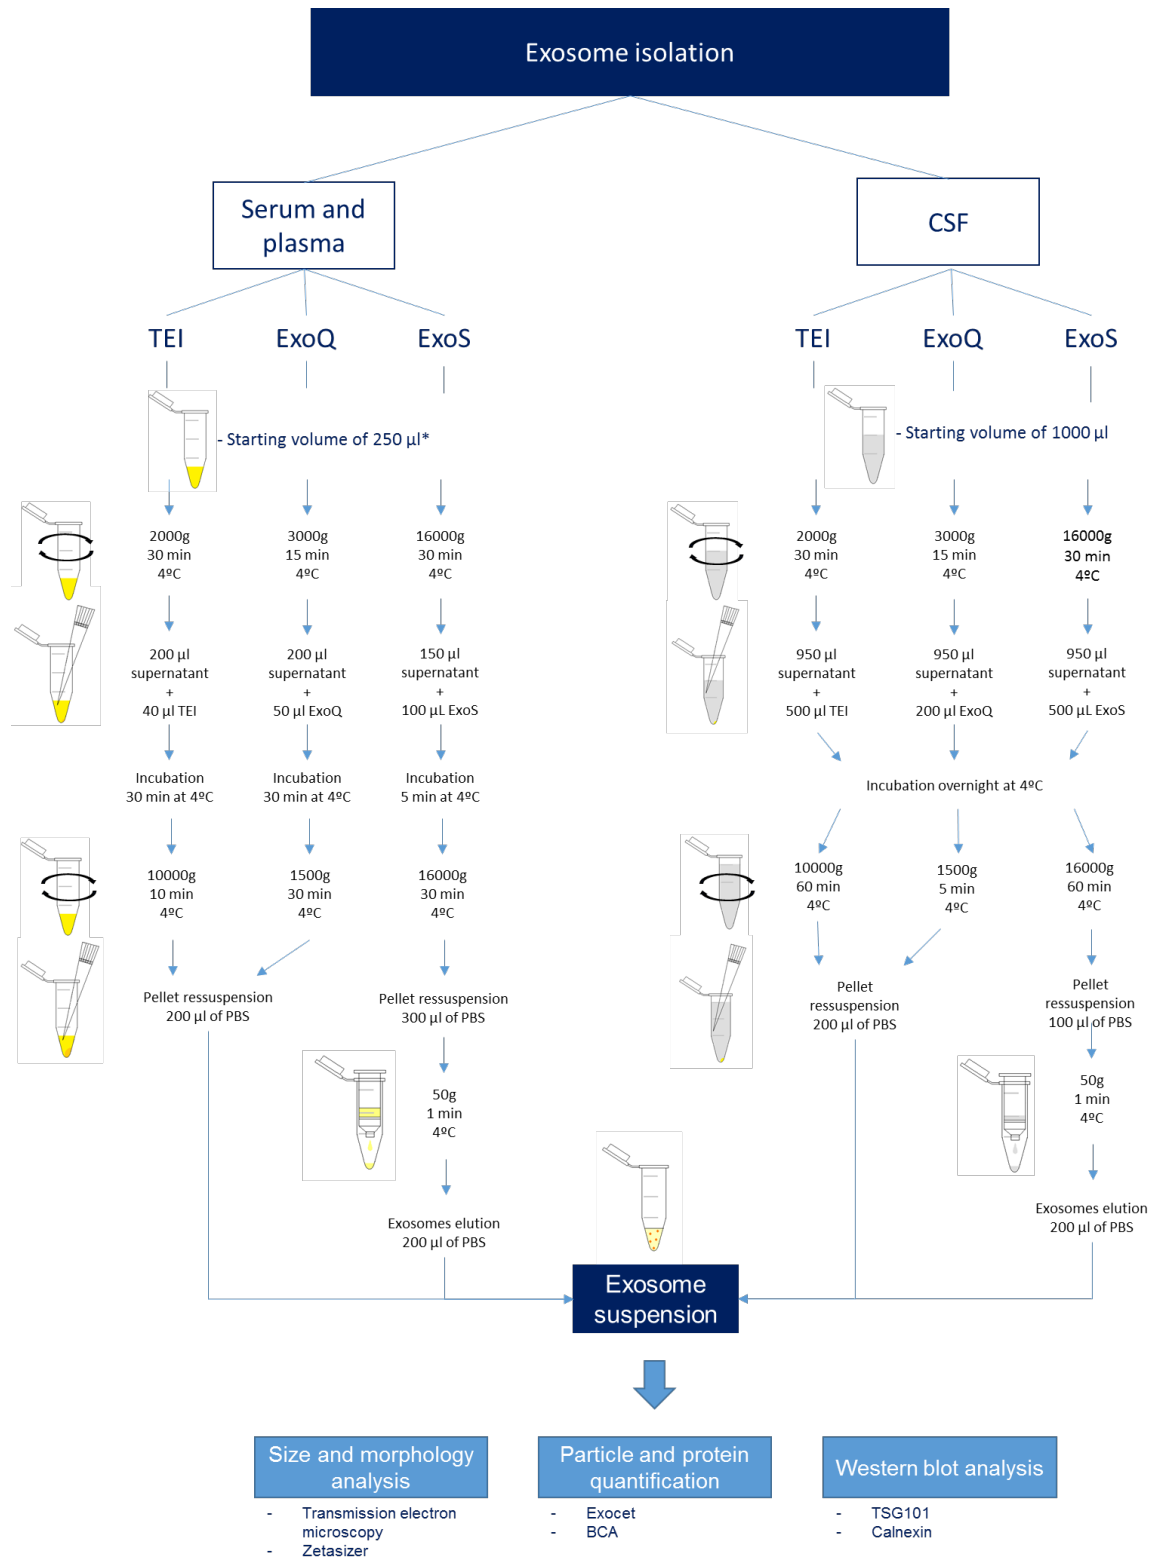 Exosome isolation
Serum and
plasma
CSF
TEI
ExoQ
ExoS
TEI
ExoQ
ExoS
- Starting volume of 250 µl*
- Starting volume of 1000 µl
2000g
30 min
4ºC
3000g
15 min
4ºC
16000g
30 min
4ºC
2000g
30 min
4ºC
3000g
15 min
4ºC
16000g
30 min
4ºC
200 µl
supernatant
+
40 µl TEI
200 µl
supernatant
+
50 µl ExoQ
150 µl
supernatant
+
100 µL ExoS
950 µl
supernatant
+
500 µl TEI
950 µl
supernatant
+
200 µl ExoQ
950 µl
supernatant
+
500 µL ExoS
Incubation
30 min at 4ºC
Incubation
30 min at 4ºC
Incubation
5 min at 4ºC
Incubation overnight at 4ºC
10000g
10 min
4ºC
1500g
30 min
4ºC
16000g
30 min
4ºC
10000g
60 min
4ºC
1500g
5 min
4ºC
16000g
60 min
4ºC
Pellet ressuspension
200 µl of PBS
Pellet ressuspension
300 µl of PBS
Pellet
ressuspension
200 µl of PBS
Pellet
ressuspension
100 µl of PBS
50g
1 min
4ºC
50g
1 min
4ºC
Exosomes elution
200 µl of PBS
Exosomes elution
200 µl of PBS
Exosome
suspension
Size and morphology
analysis
- Transmission electron
microscopy
- Zetasizer
Particle and protein
quantification
- Exocet
- BCA
Western blot analysis
- TSG101
- Calnexin